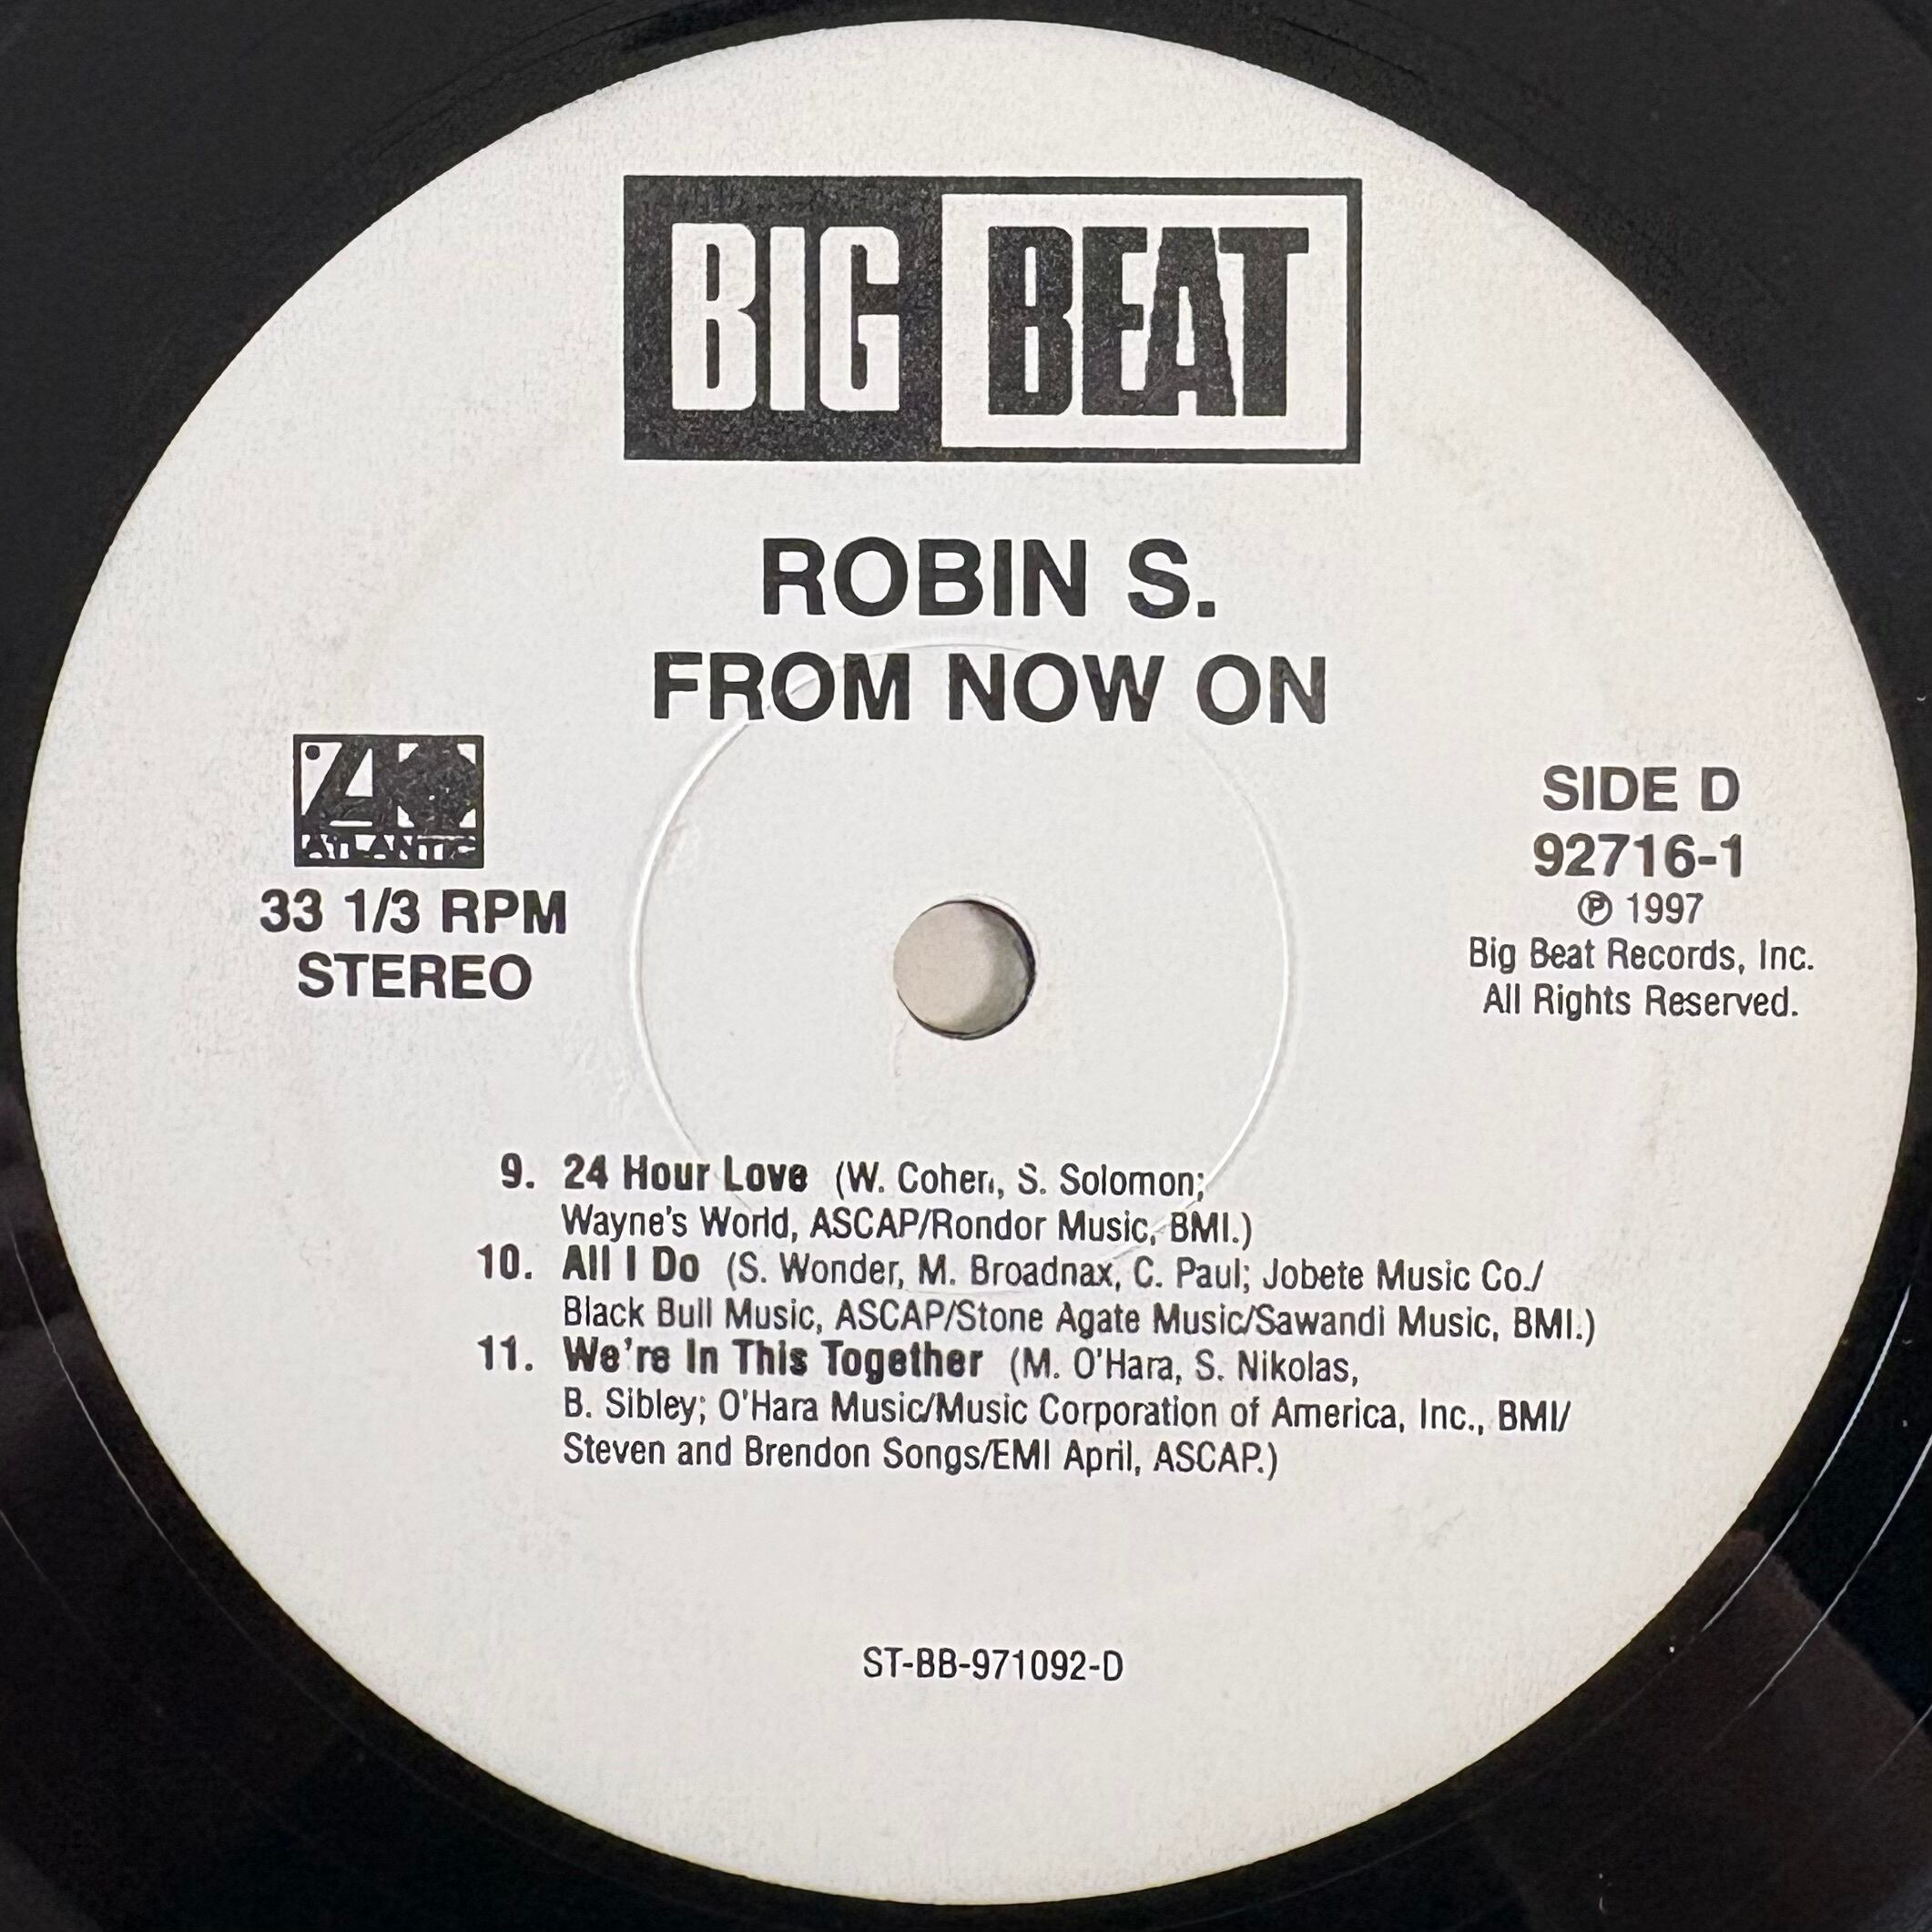 BIG BEAT
ROBIN S.
FROM NOW ON
ATLANTIC
33 1/3 RPM
STEREO
SIDE D
92716-1
℗ 1997
Big Beat Records, Inc.
All Rights Reserved.
9. 24 Hour Love (W. Cohen, S. Solomon;
Wayne's World, ASCAP/Rondor Music, BMI.)
10. All I Do (S. Wonder, M. Broadnax, C. Paul; Jobete Music Co./
Black Bull Music, ASCAP/Stone Agate Music/Sawandi Music, BMI.)
11. We're In This Together (M. O'Hara, S. Nikolas,
B. Sibley; O'Hara Music/Music Corporation of America, Inc., BMI/
Steven and Brendon Songs/EMI April, ASCAP.)
ST-BB-971092-D